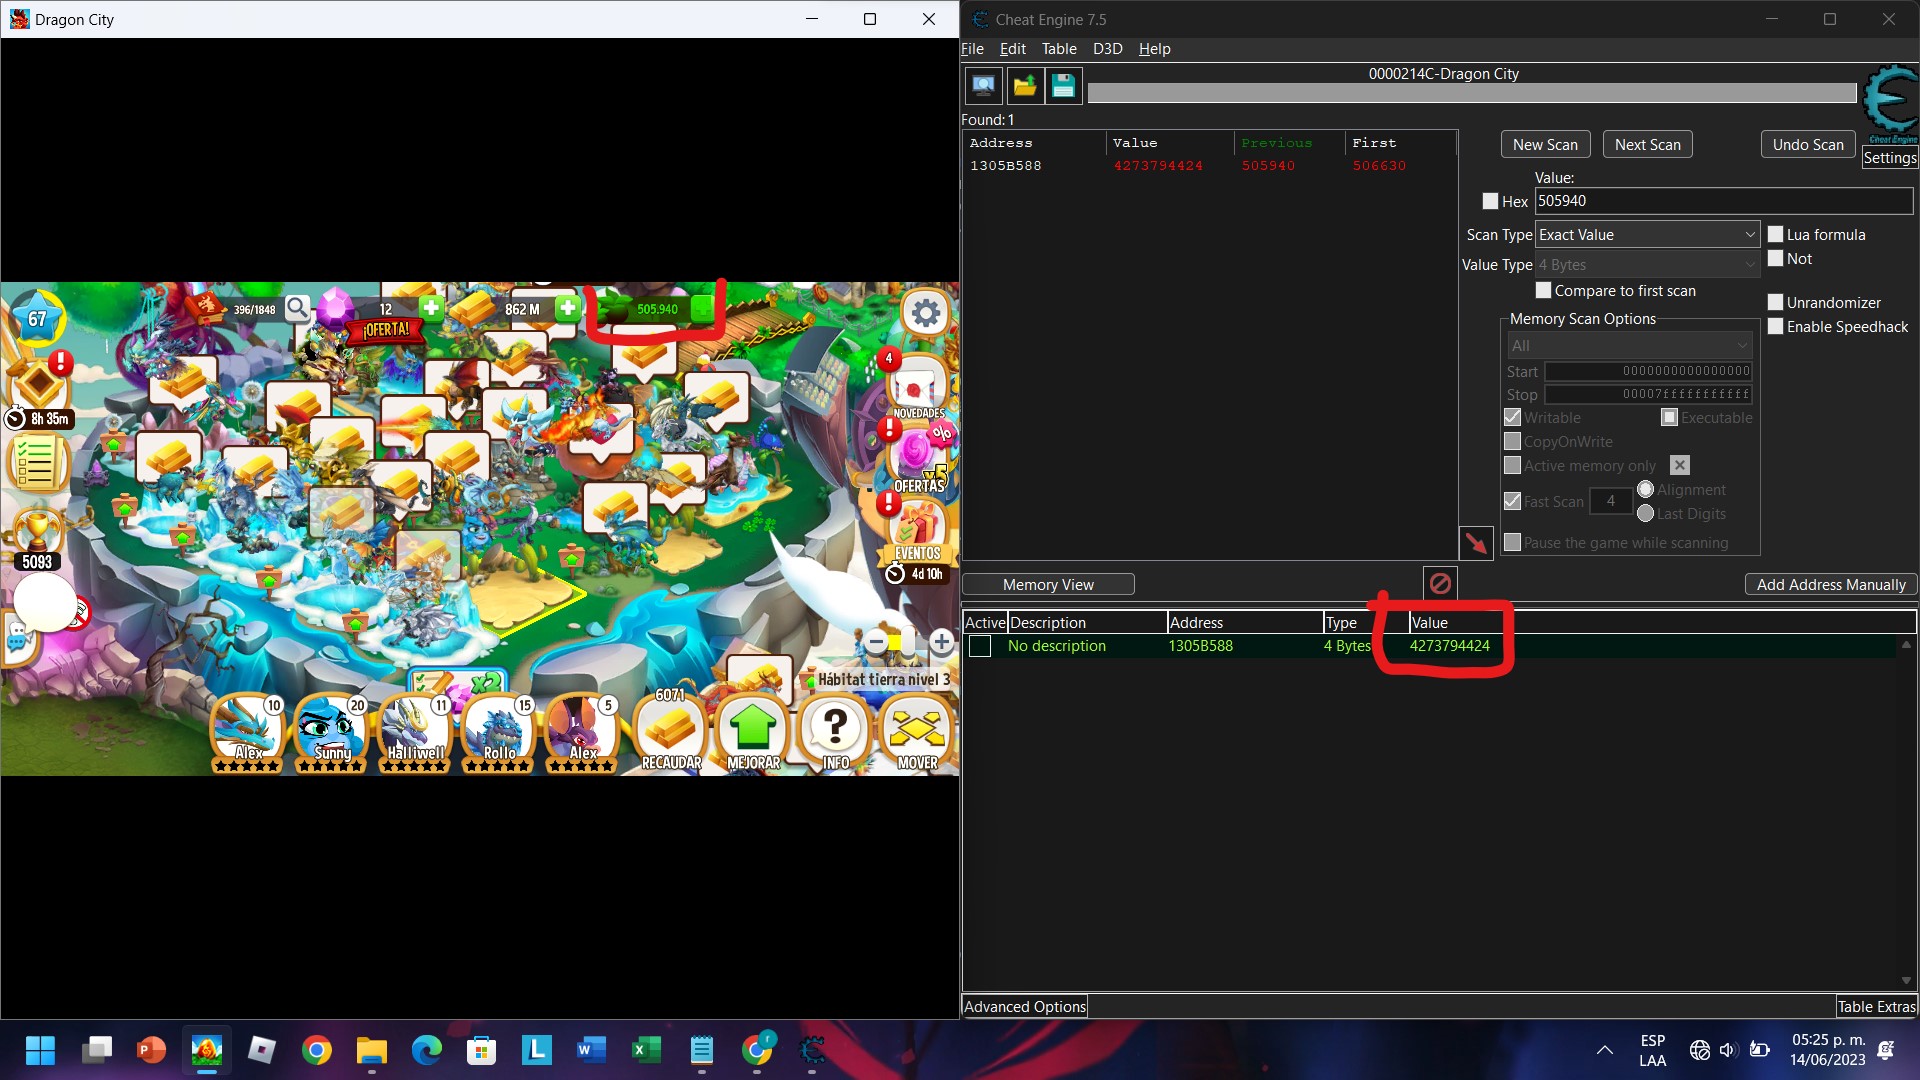 Dragon City
67
396/1848
12
¡OFERTA!
862 M
505.940
8h 35m
5093
4
NOVEDADES
%
x5
OFERTAS
EVENTOS
4d 10h
Hábitat tierra nivel 3
x2
10
Alex
20
Sunny
11
Halliwell
15
Rollo
5
Alex
6071
RECAUDAR
MEJORAR
?
INFO
MOVER
Cheat Engine 7.5
File Edit Table D3D Help
0000214C-Dragon City
Cheat Engine
Settings
Found: 1
Address Value Previous First
1305B588 4273794424 505940 506630
New Scan Next Scan Undo Scan
Value:
Hex 505940
Scan Type Exact Value
Lua formula
Value Type 4 Bytes
Not
Compare to first scan
Unrandomizer
Enable Speedhack
Memory Scan Options
All
Start 0000000000000000
Stop 00007fffffffffff
Writable Executable
CopyOnWrite
Active memory only
Fast Scan 4 Alignment
Last Digits
Pause the game while scanning
Memory View Add Address Manually
Active Description Address Type Value
No description 1305B588 4 Bytes 4273794424
Advanced Options Table Extras
ESP
LAA
05:25 p. m.
14/06/2023